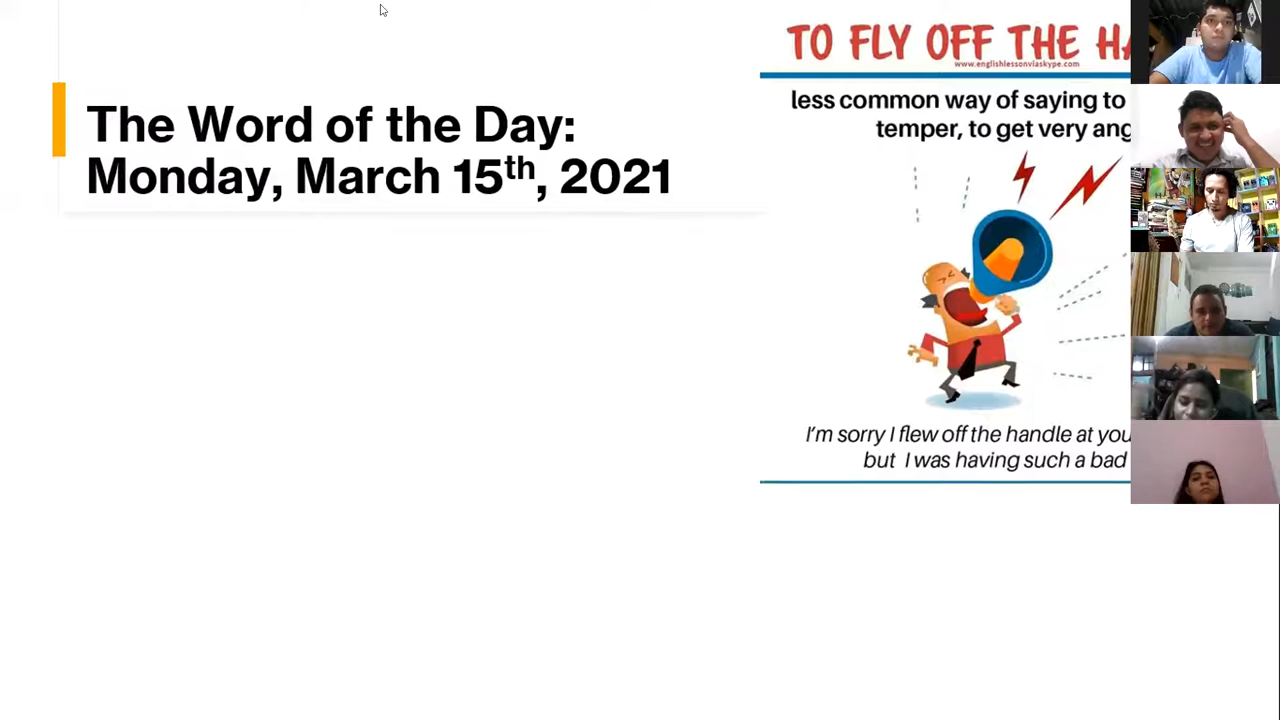 The Word of the Day:
Monday, March 15th, 2021
TO FLY OFF THE
www.englishlessonviaskype.com
less common way of saying to
temper, to get very
I'm sorry I flew off the handle at you
but I was having such a bad